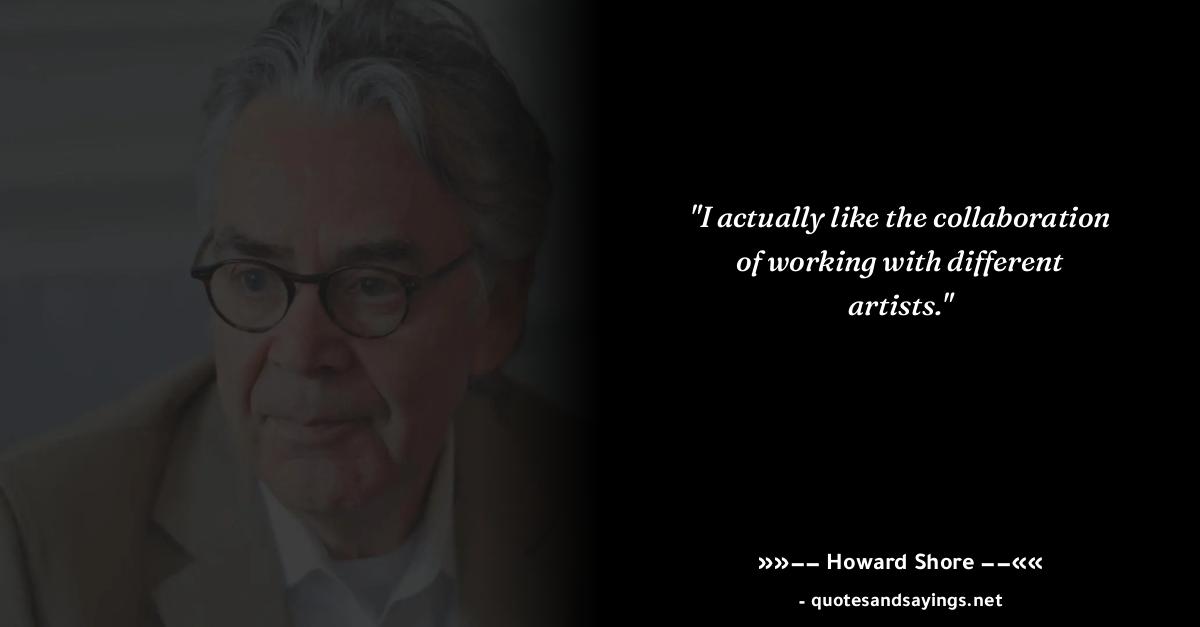 "I actually like the collaboration
of working with different
artists."
»»−− Howard Shore −−««
- quotesandsayings.net